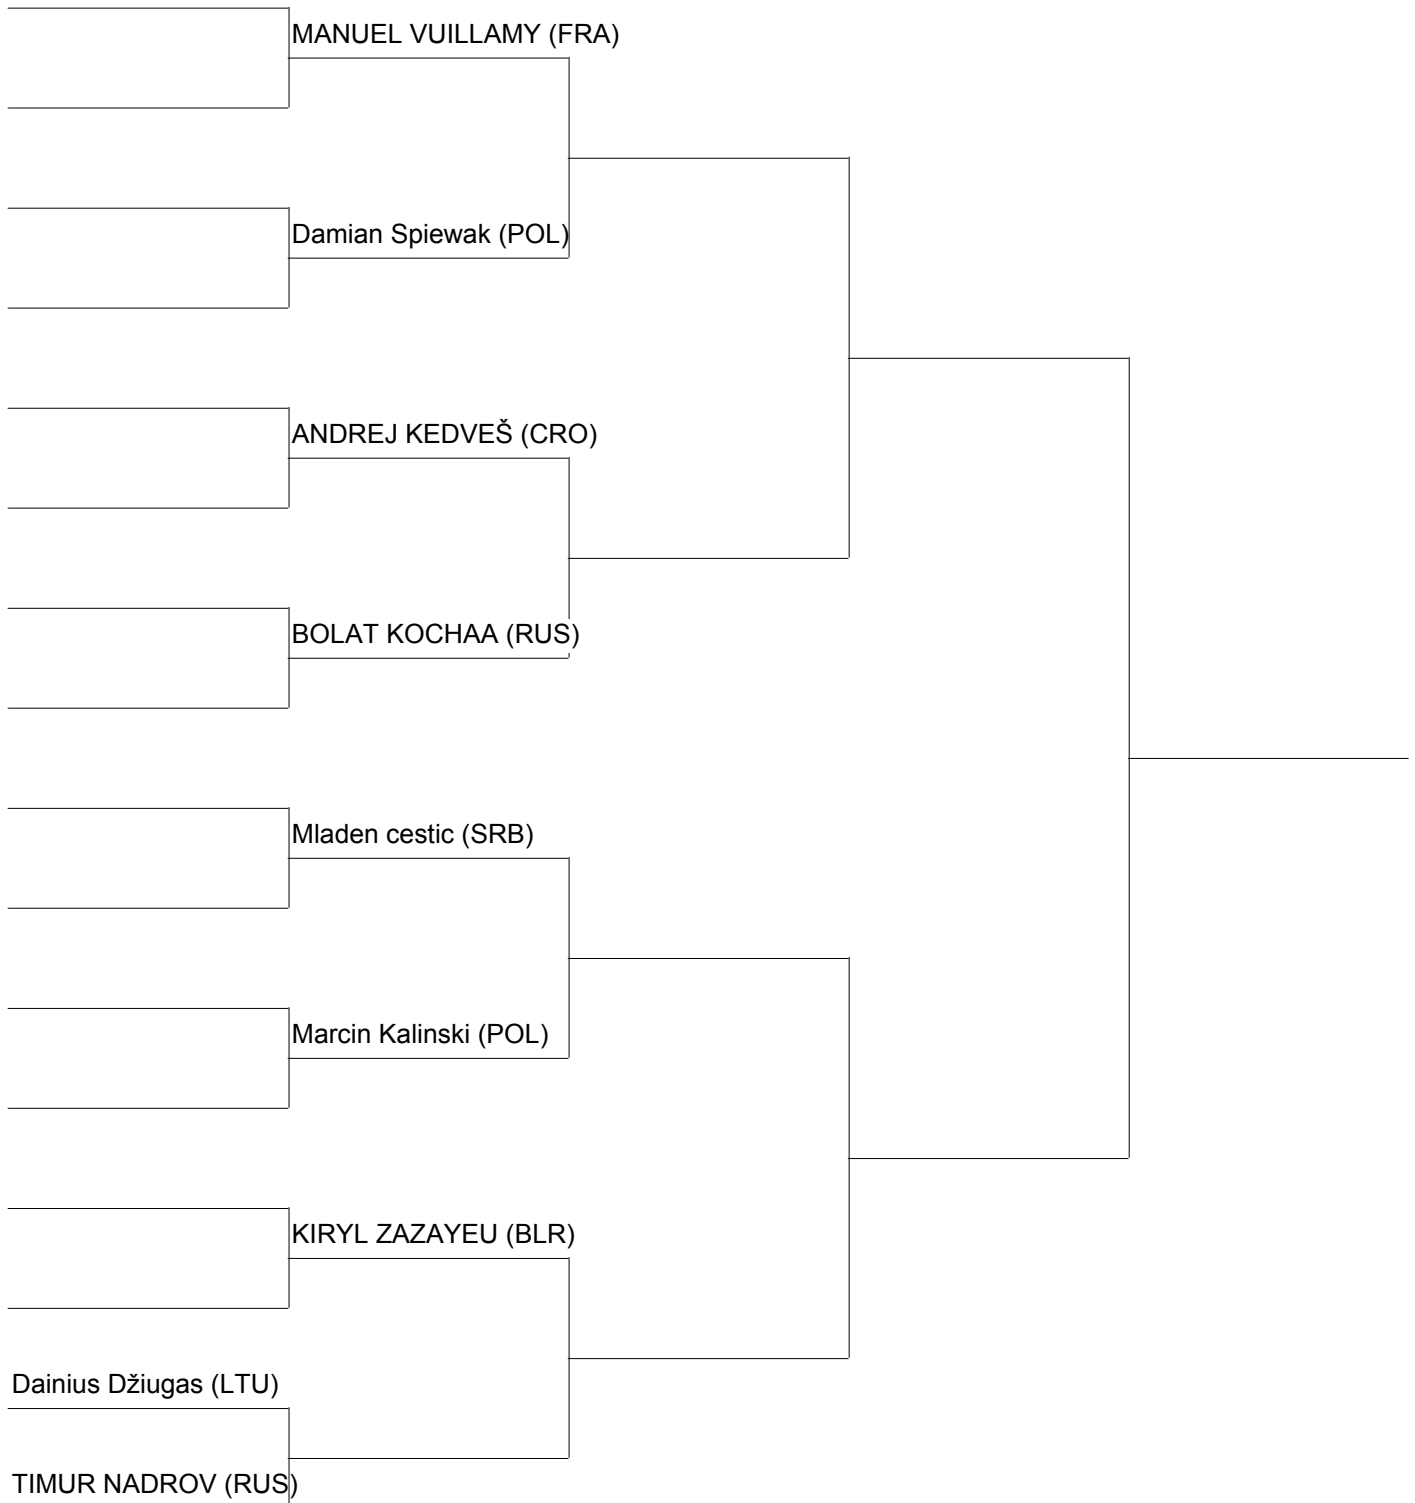 MANUEL VUILLAMY (FRA)
Damian Spiewak (POL)
ANDREJ KEDVEŠ (CRO)
BOLAT KOCHAA (RUS)
Mladen cestic (SRB)
Marcin Kalinski (POL)
KIRYL ZAZAYEU (BLR)
Dainius Džiugas (LTU)
TIMUR NADROV (RUS)